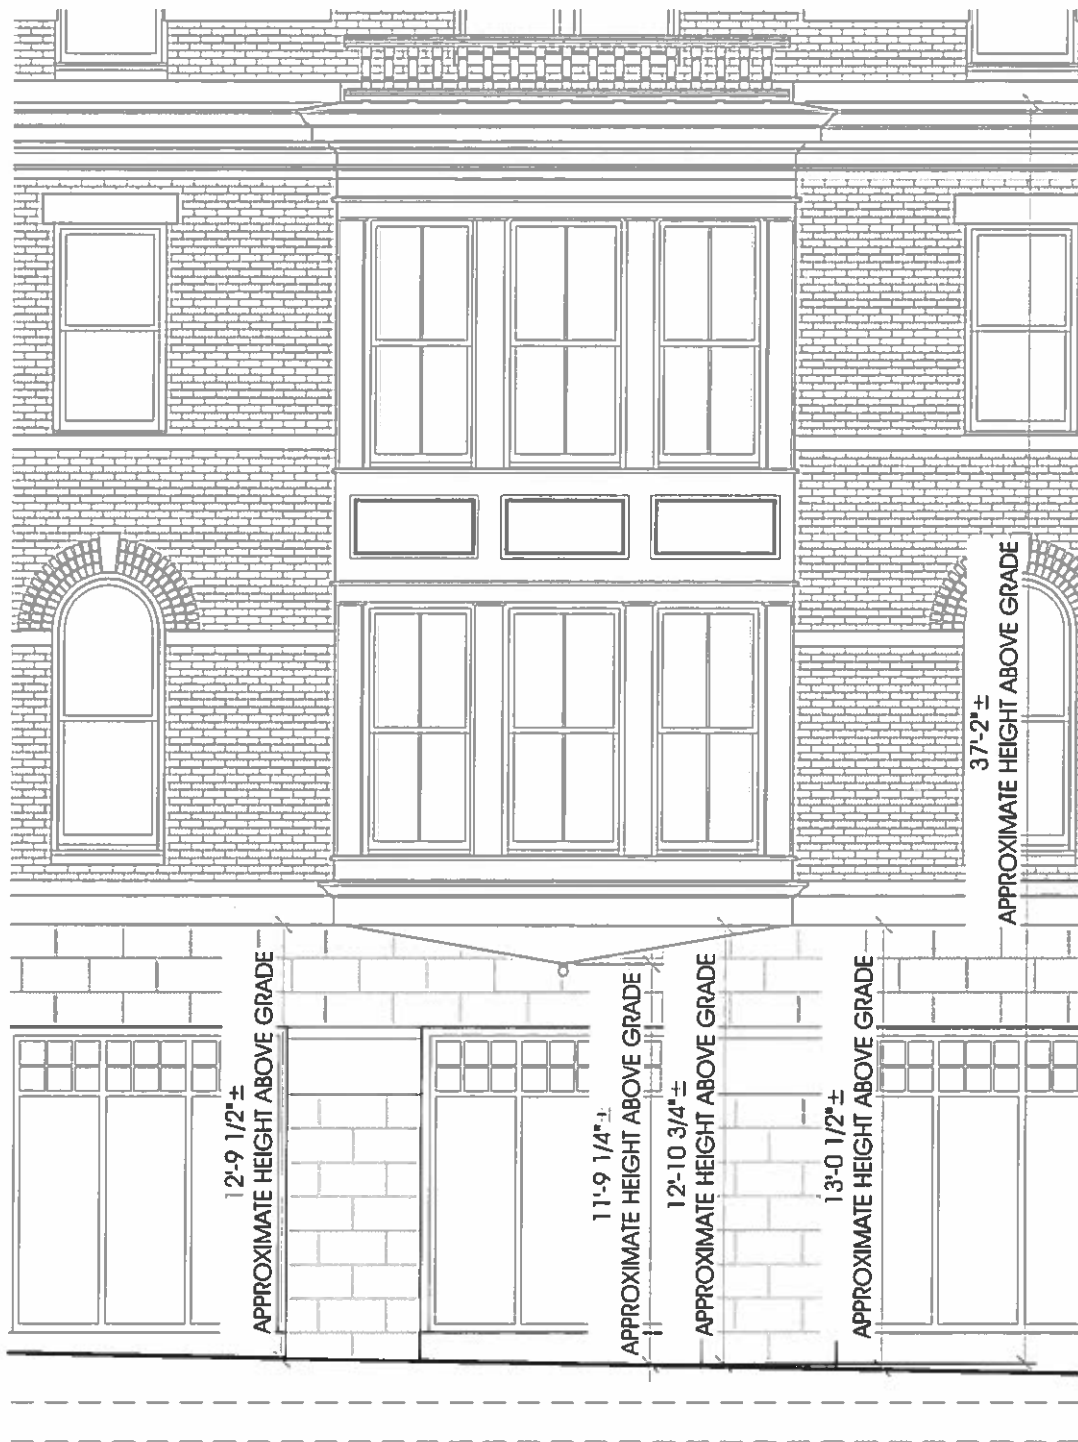 12'-9 1/2"±
APPROXIMATE HEIGHT ABOVE GRADE
11'-9 1/4"±
APPROXIMATE HEIGHT ABOVE GRADE
12'-10 3/4"±
APPROXIMATE HEIGHT ABOVE GRADE
13'-0 1/2"±
APPROXIMATE HEIGHT ABOVE GRADE
37'-2"±
APPROXIMATE HEIGHT ABOVE GRADE